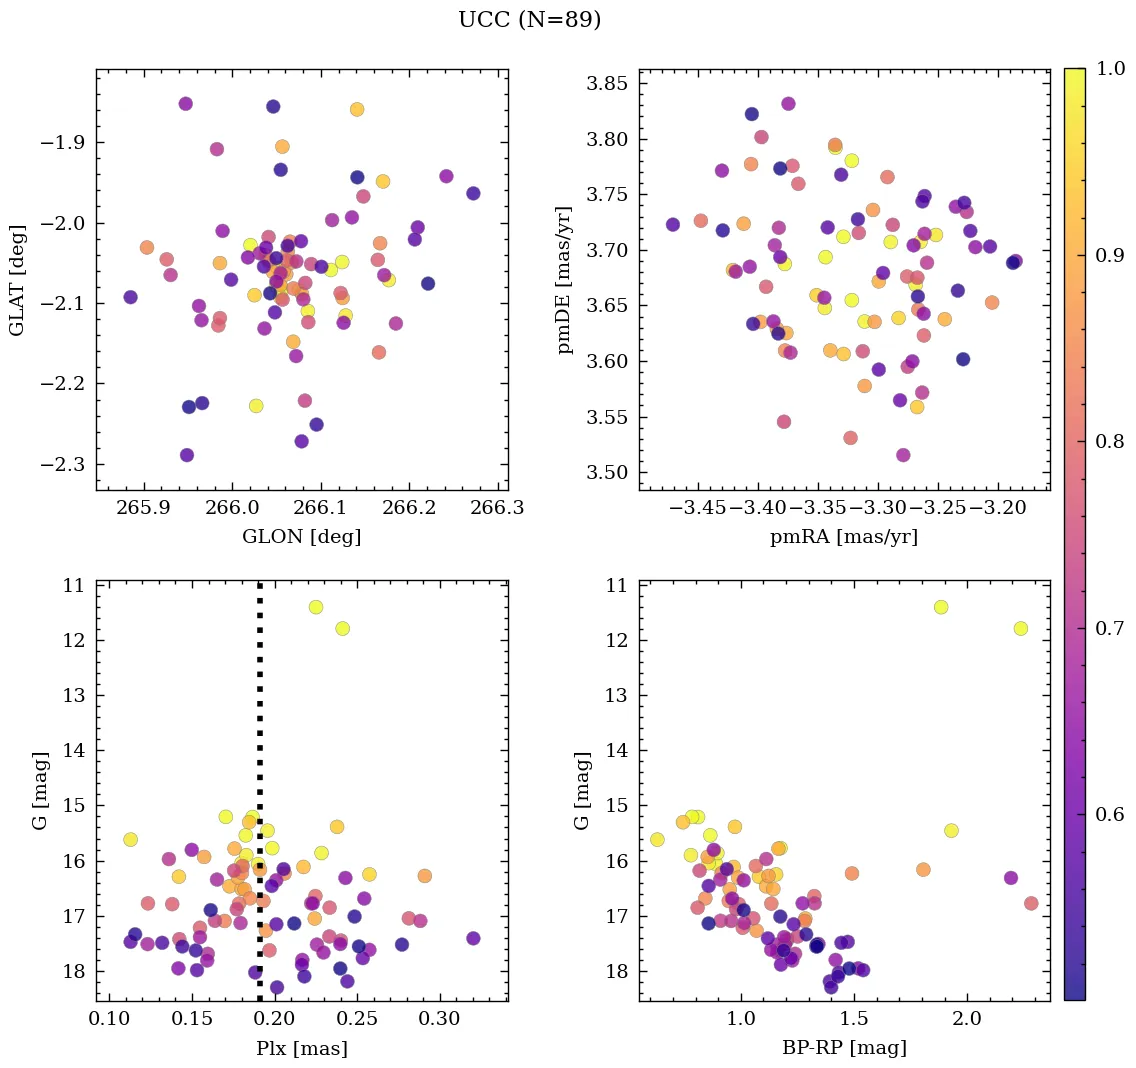 UCC (N=89)
−1.9
−2.0
−2.1
−2.2
−2.3
GLAT [deg]
265.9 266.0 266.1 266.2 266.3
GLON [deg]
3.85
3.80
3.75
3.70
3.65
3.60
3.55
3.50
pmDE [mas/yr]
−3.45 −3.40 −3.35 −3.30 −3.25 −3.20
pmRA [mas/yr]
11
12
13
14
15
16
17
18
G [mag]
0.10 0.15 0.20 0.25 0.30
Plx [mas]
11
12
13
14
15
16
17
18
G [mag]
1.0 1.5 2.0
BP-RP [mag]
1.0
0.9
0.8
0.7
0.6